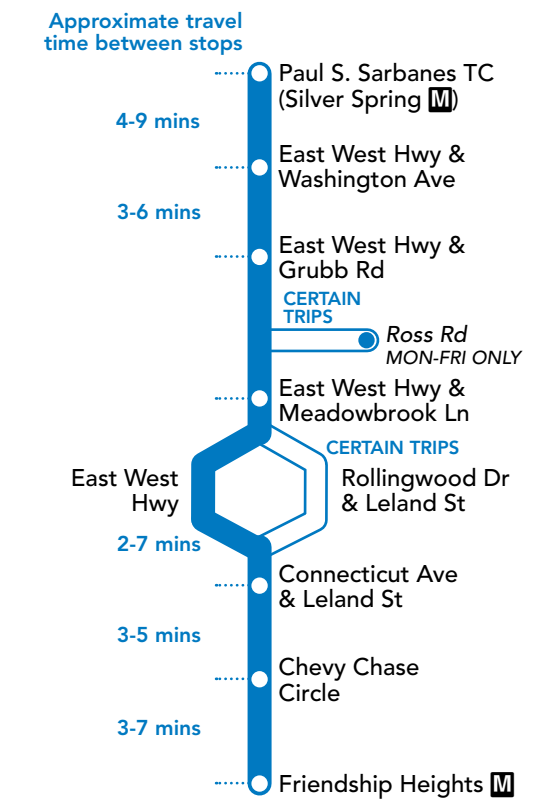 Approximate travel
time between stops
Paul S. Sarbanes TC
(Silver Spring M)
4-9 mins
East West Hwy &
Washington Ave
3-6 mins
East West Hwy &
Grubb Rd
CERTAIN
TRIPS
Ross Rd
MON-FRI ONLY
East West Hwy &
Meadowbrook Ln
CERTAIN TRIPS
East West
Hwy
Rollingwood Dr
& Leland St
2-7 mins
Connecticut Ave
& Leland St
3-5 mins
Chevy Chase
Circle
3-7 mins
Friendship Heights M